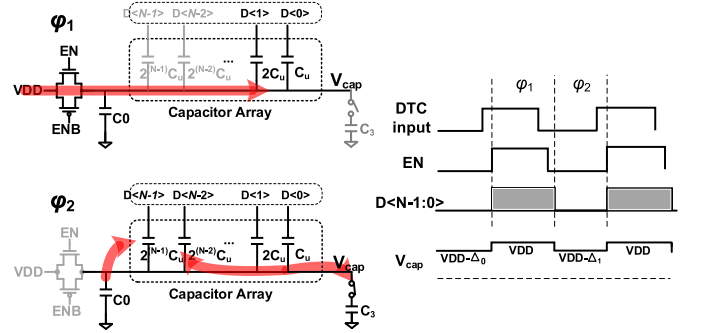 φ1
D<N-1> D<N-2> D<1> D<0>
EN
2^(N-1)Cu 2^(N-2)Cu ... 2Cu Cu
VDD
Vcap
ENB
C0
Capacitor Array
C3
φ2
D<N-1> D<N-2> D<1> D<0>
EN
2^(N-1)Cu 2^(N-2)Cu ... 2Cu Cu
VDD
Vcap
ENB
C0
Capacitor Array
C3
φ1 φ2
DTC
input
EN
D<N-1:0>
Vcap
VDD-Δ0 VDD VDD-Δ1 VDD